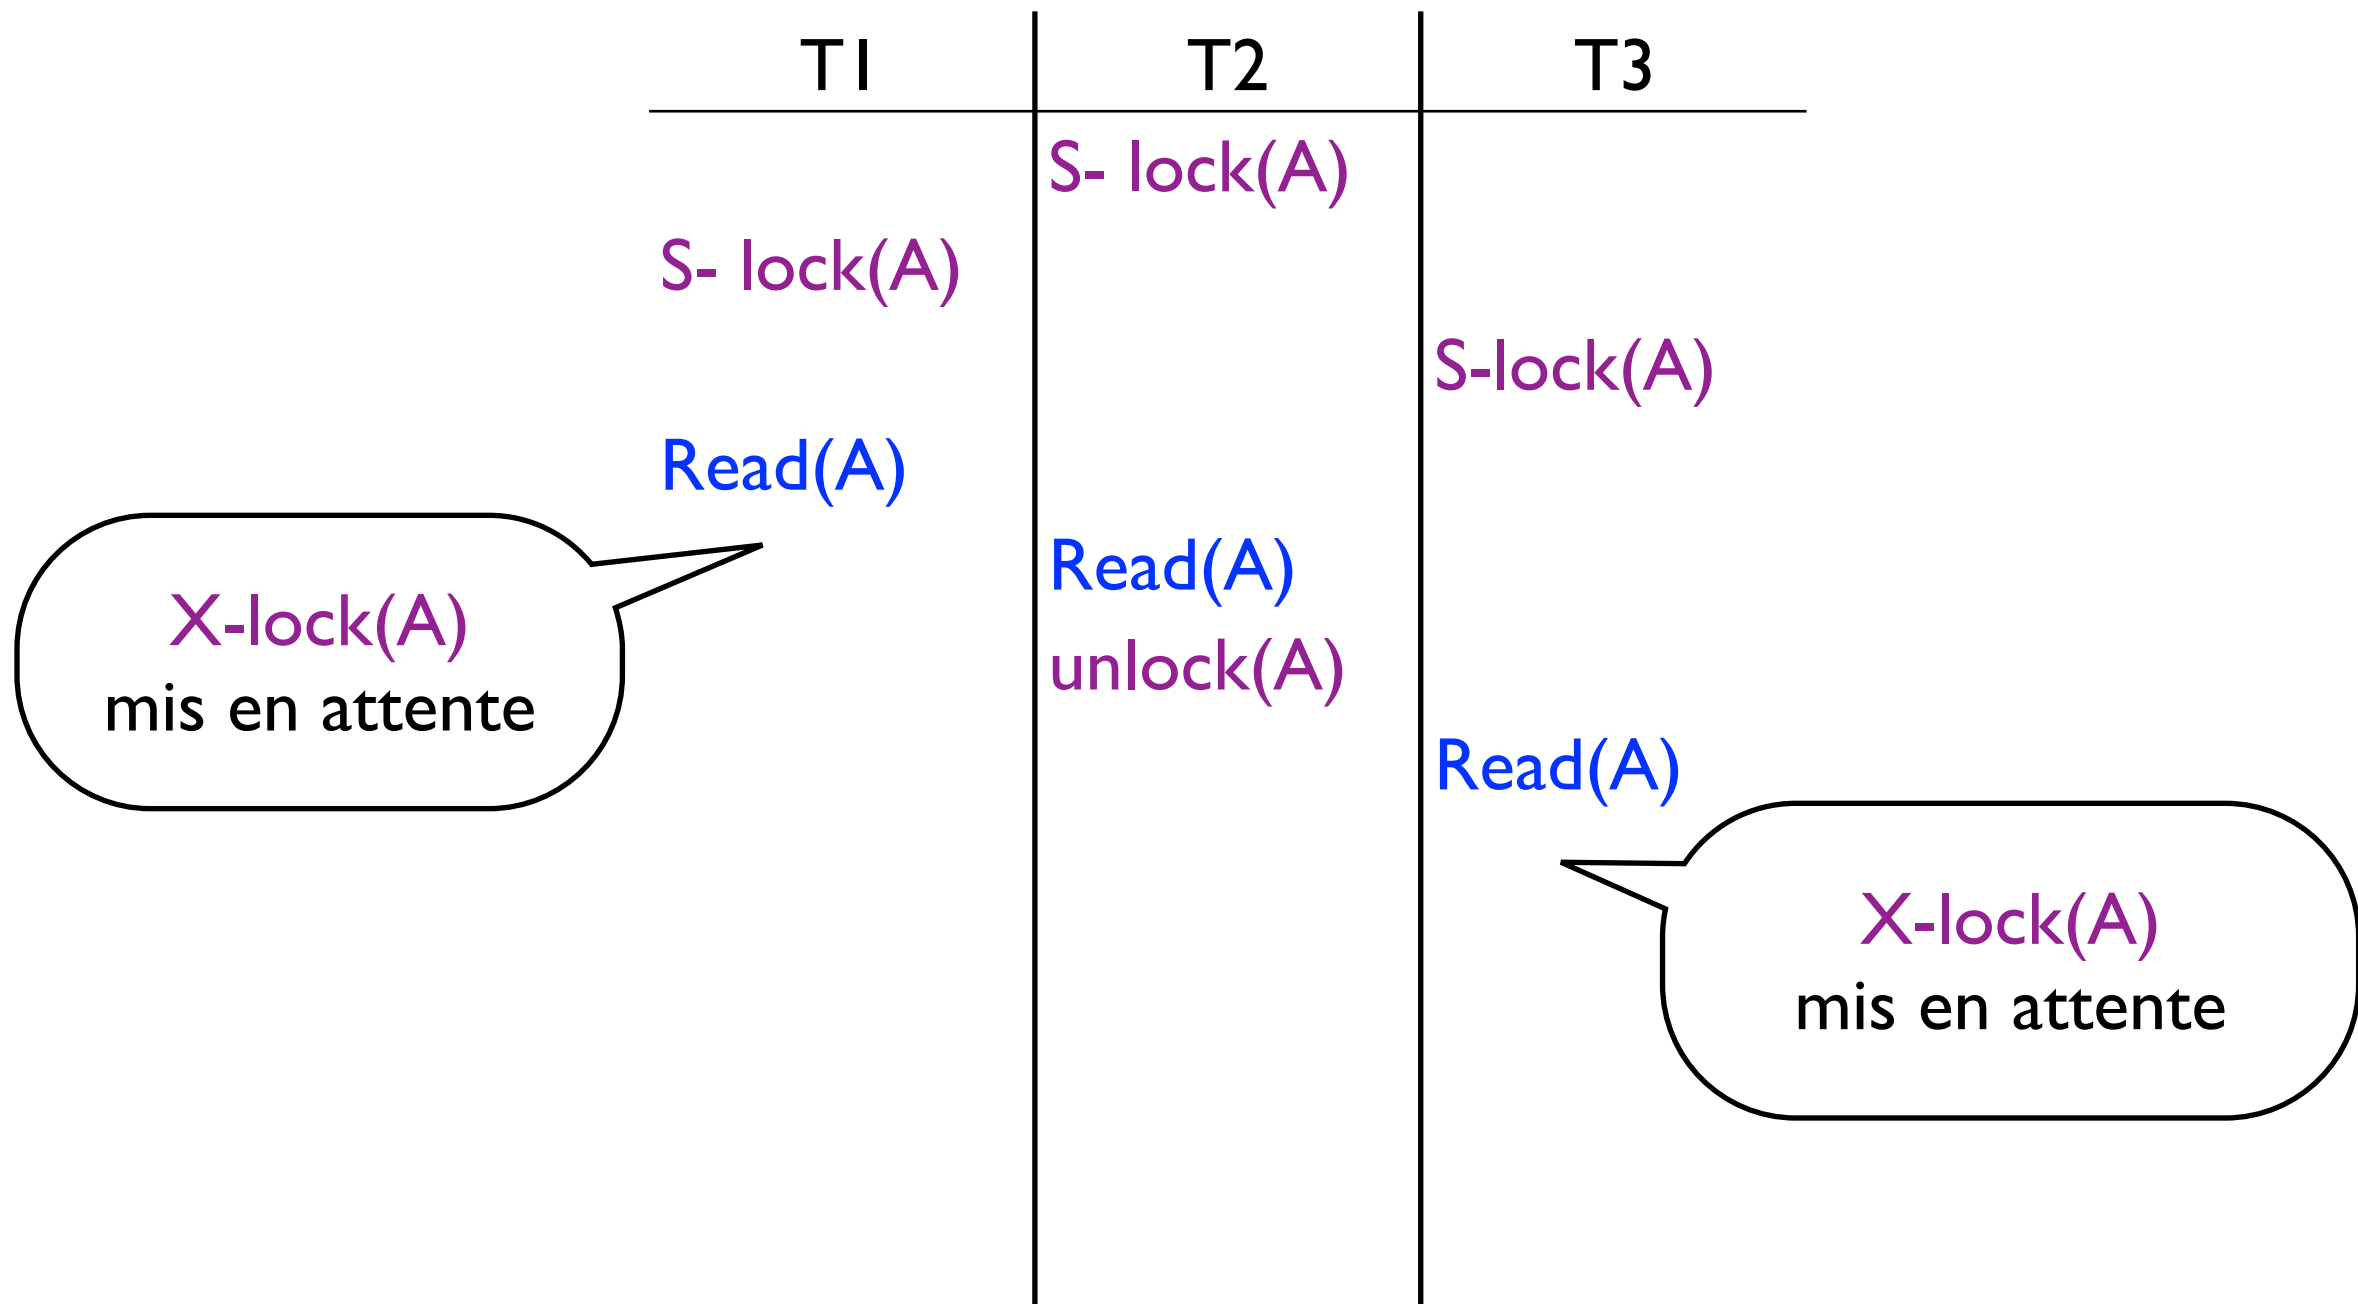 T1 T2 T3
S- lock(A)
S- lock(A)
S-lock(A)
Read(A)
Read(A)
X-lock(A)
mis en attente
unlock(A)
Read(A)
X-lock(A)
mis en attente